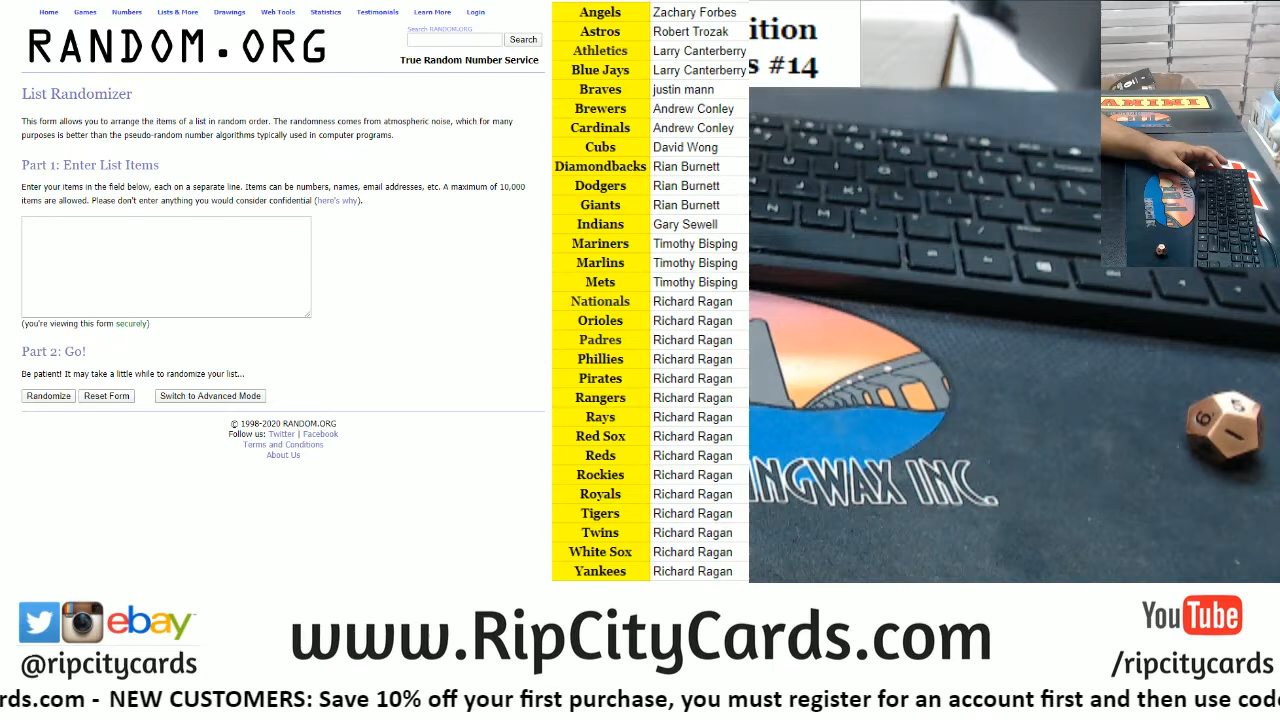 Home Games Numbers Lists & More Drawings Web Tools Statistics Testimonials Learn More Login
RANDOM.ORG
Search RANDOM.ORG
Search
True Random Number Service
List Randomizer
This form allows you to arrange the items of a list in random order. The randomness comes from atmospheric noise, which for many
purposes is better than the pseudo-random number algorithms typically used in computer programs.
Part 1: Enter List Items
Enter your items in the field below, each on a separate line. Items can be numbers, names, email addresses, etc. A maximum of 10,000
items are allowed. Please don't enter anything you would consider confidential (here's why).
(you're viewing this form securely)
Part 2: Go!
Be patient! It may take a little while to randomize your list...
Randomize Reset Form Switch to Advanced Mode
© 1998-2020 RANDOM.ORG
Follow us: Twitter | Facebook
Terms and Conditions
About Us
Angels Zachary Forbes
Astros Robert Trozak
Athletics Larry Canterberry
Blue Jays Larry Canterberry
Braves justin mann
Brewers Andrew Conley
Cardinals Andrew Conley
Cubs David Wong
Diamondbacks Rian Burnett
Dodgers Rian Burnett
Giants Rian Burnett
Indians Gary Sewell
Mariners Timothy Bisping
Marlins Timothy Bisping
Mets Timothy Bisping
Nationals Richard Ragan
Orioles Richard Ragan
Padres Richard Ragan
Phillies Richard Ragan
Pirates Richard Ragan
Rangers Richard Ragan
Rays Richard Ragan
Red Sox Richard Ragan
Reds Richard Ragan
Rockies Richard Ragan
Royals Richard Ragan
Tigers Richard Ragan
Twins Richard Ragan
White Sox Richard Ragan
Yankees Richard Ragan
ition
s #14
PANINI
INGWAX INC.
1
ebay
@ripcitycards
www.RipCityCards.com
YouTube
/ripcitycards
rds.com - NEW CUSTOMERS: Save 10% off your first purchase, you must register for an account first and then use code